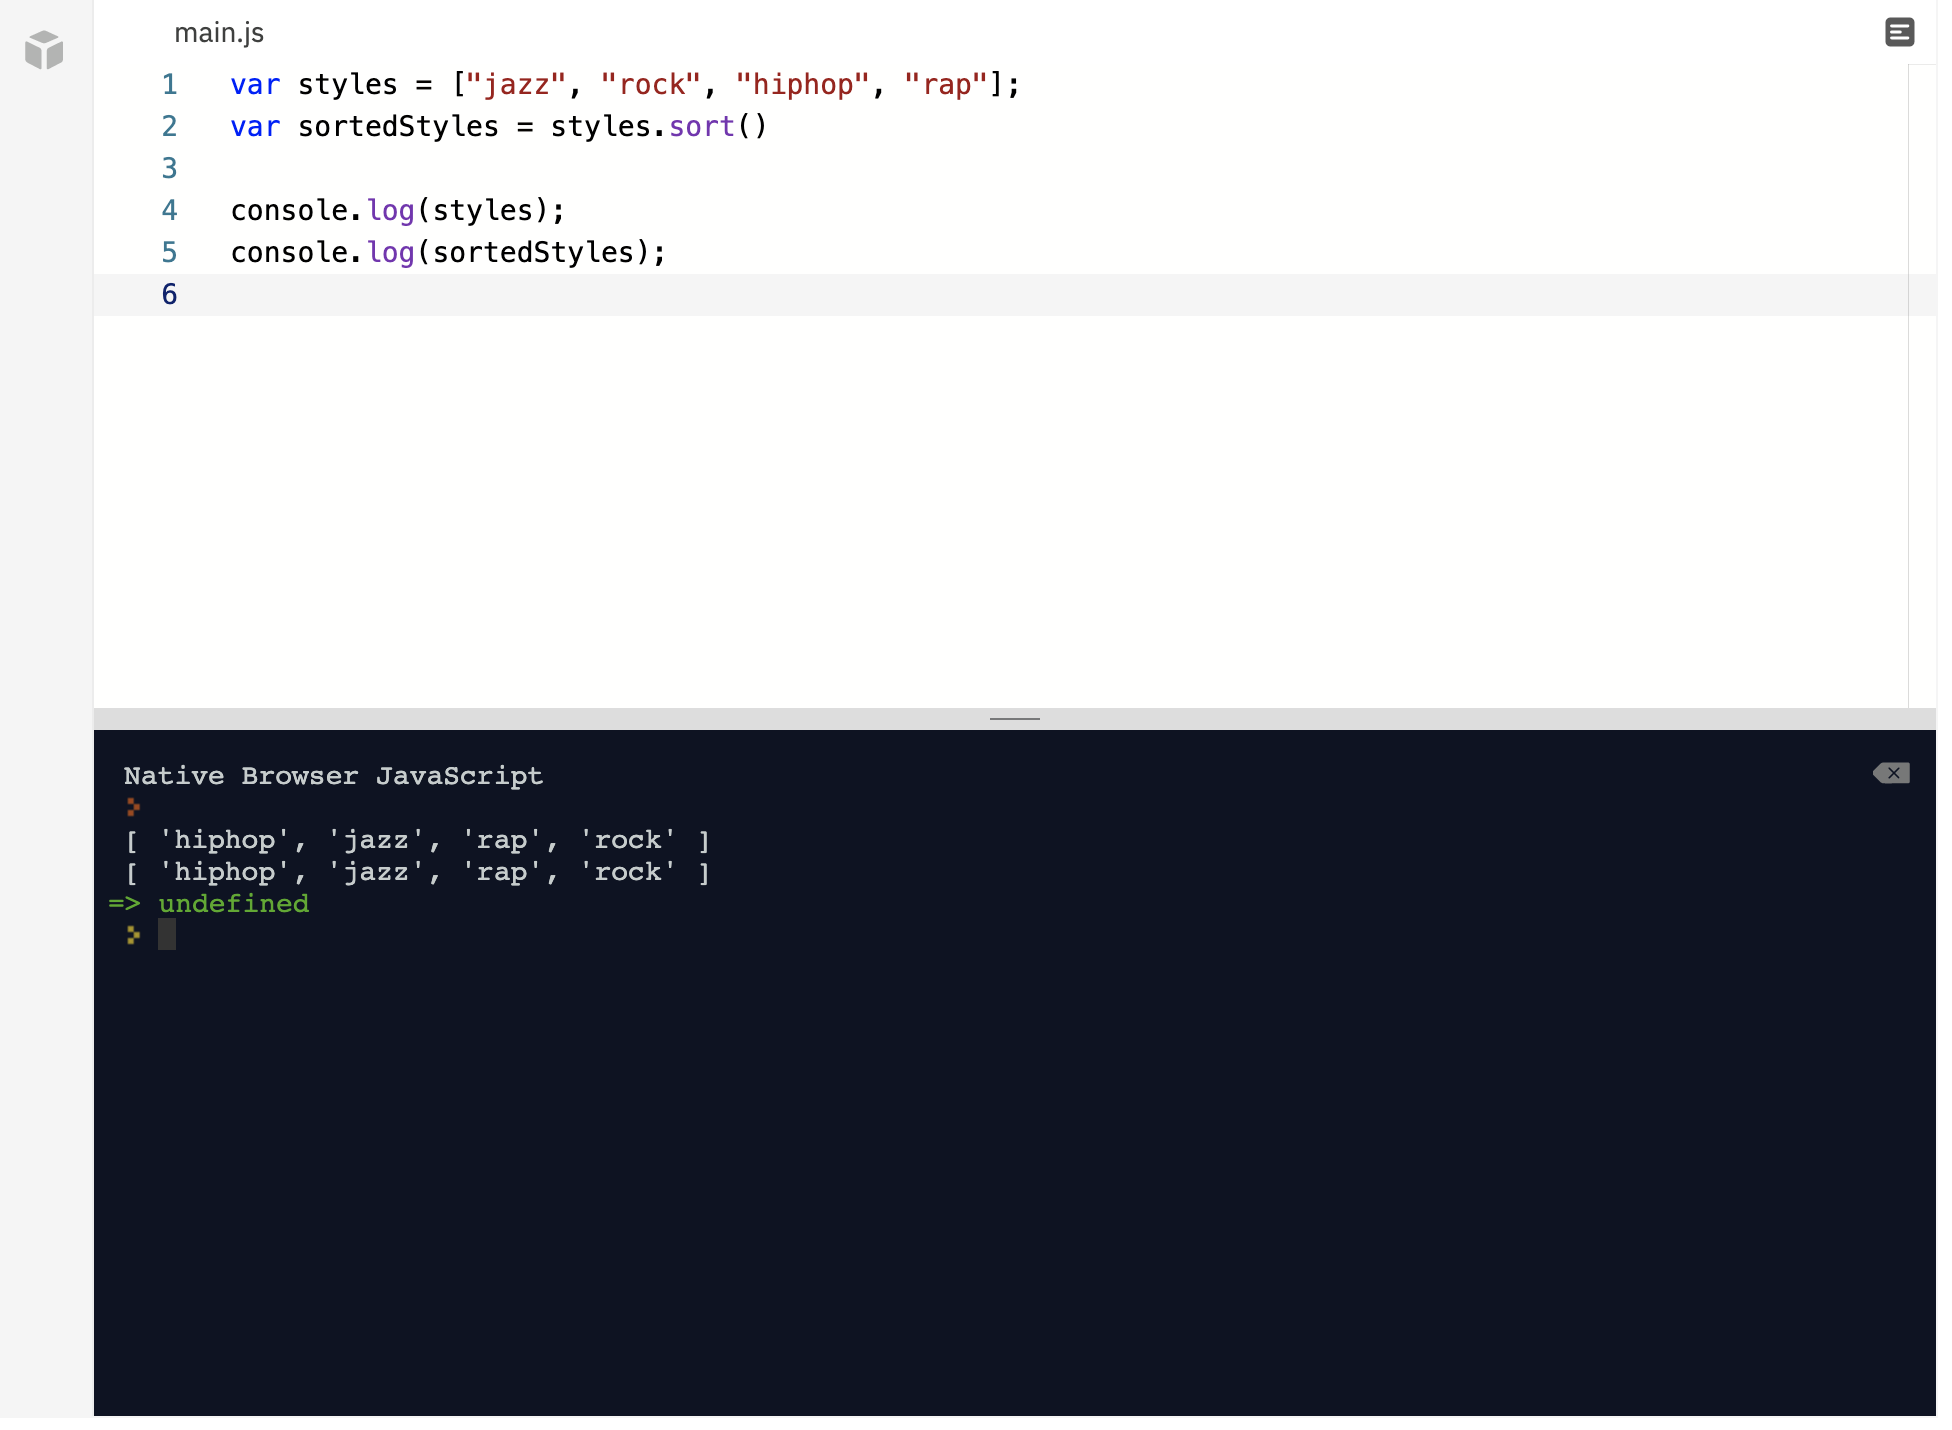 main.js
1 var styles = ["jazz", "rock", "hiphop", "rap"];
2 var sortedStyles = styles.sort()
3
4 console.log(styles);
5 console.log(sortedStyles);
6
Native Browser JavaScript
[ 'hiphop', 'jazz', 'rap', 'rock' ]
[ 'hiphop', 'jazz', 'rap', 'rock' ]
=> undefined